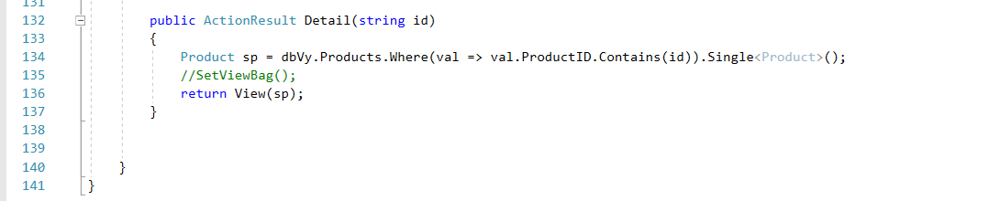 131
132 public ActionResult Detail(string id)
133 {
134 Product sp = dbVy.Products.Where(val => val.ProductID.Contains(id)).Single<Product>();
135 //SetViewBag();
136 return View(sp);
137 }
138
139
140 }
141 }